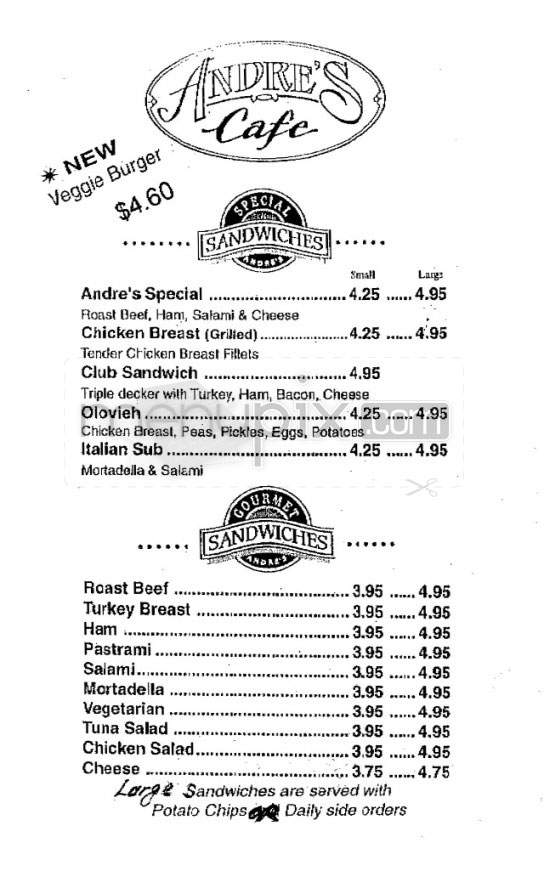 ANDRE'S
Cafe
* NEW
Veggie Burger
$4.60
SPECIAL
SANDWICHES
ANDRE'S
Small Large
Andre's Special .............................. 4.25 ...... 4.95
Roast Beef, Ham, Salami & Cheese
Chicken Breast (Grilled)...................... 4.25 ...... 4.95
Tender Chicken Breast Fillets
Club Sandwich ............................... 4.95
Triple decker with Turkey, Ham, Bacon, Cheese
Olovieh ..................................... 4.25 ...... 4.95
Chicken Breast, Peas, Pickles, Eggs, Potatoes
Italian Sub ................................. 4.25 ...... 4.95
Mortadella & Salami
menupix.com
GOURMET
SANDWICHES
ANDRE'S
Roast Beef .................................. 3.95 ...... 4.95
Turkey Breast ............................... 3.95 ...... 4.95
Ham ......................................... 3.95 ...... 4.95
Pastrami .................................... 3.95 ...... 4.95
Salami....................................... 3.95 ...... 4.95
Mortadella .................................. 3.95 ...... 4.95
Vegetarian .................................. 3.95 ...... 4.95
Tuna Salad .................................. 3.95 ...... 4.95
Chicken Salad................................ 3.95 ...... 4.95
Cheese ...................................... 3.75 ...... 4.75
Large Sandwiches are served with
Potato Chips or Daily side orders